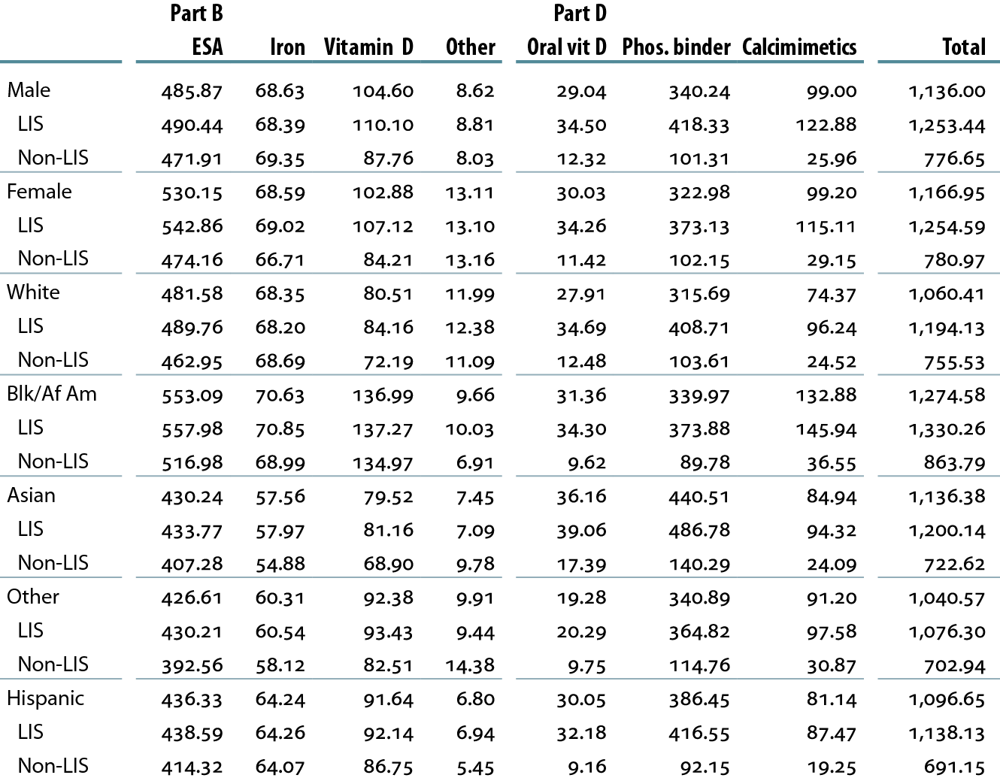 Part B Part D
ESA Iron Vitamin D Other Oral vit D Phos. binder Calcimimetics Total
Male 485.87 68.63 104.60 8.62 29.04 340.24 99.00 1,136.00
LIS 490.44 68.39 110.10 8.81 34.50 418.33 122.88 1,253.44
Non-LIS 471.91 69.35 87.76 8.03 12.32 101.31 25.96 776.65
Female 530.15 68.59 102.88 13.11 30.03 322.98 99.20 1,166.95
LIS 542.86 69.02 107.12 13.10 34.26 373.13 115.11 1,254.59
Non-LIS 474.16 66.71 84.21 13.16 11.42 102.15 29.15 780.97
White 481.58 68.35 80.51 11.99 27.91 315.69 74.37 1,060.41
LIS 489.76 68.20 84.16 12.38 34.69 408.71 96.24 1,194.13
Non-LIS 462.95 68.69 72.19 11.09 12.48 103.61 24.52 755.53
Blk/Af Am 553.09 70.63 136.99 9.66 31.36 339.97 132.88 1,274.58
LIS 557.98 70.85 137.27 10.03 34.30 373.88 145.94 1,330.26
Non-LIS 516.98 68.99 134.97 6.91 9.62 89.78 36.55 863.79
Asian 430.24 57.56 79.52 7.45 36.16 440.51 84.94 1,136.38
LIS 433.77 57.97 81.16 7.09 39.06 486.78 94.32 1,200.14
Non-LIS 407.28 54.88 68.90 9.78 17.39 140.29 24.09 722.62
Other 426.61 60.31 92.38 9.91 19.28 340.89 91.20 1,040.57
LIS 430.21 60.54 93.43 9.44 20.29 364.82 97.58 1,076.30
Non-LIS 392.56 58.12 82.51 14.38 9.75 114.76 30.87 702.94
Hispanic 436.33 64.24 91.64 6.80 30.05 386.45 81.14 1,096.65
LIS 438.59 64.26 92.14 6.94 32.18 416.55 87.47 1,138.13
Non-LIS 414.32 64.07 86.75 5.45 9.16 92.15 19.25 691.15